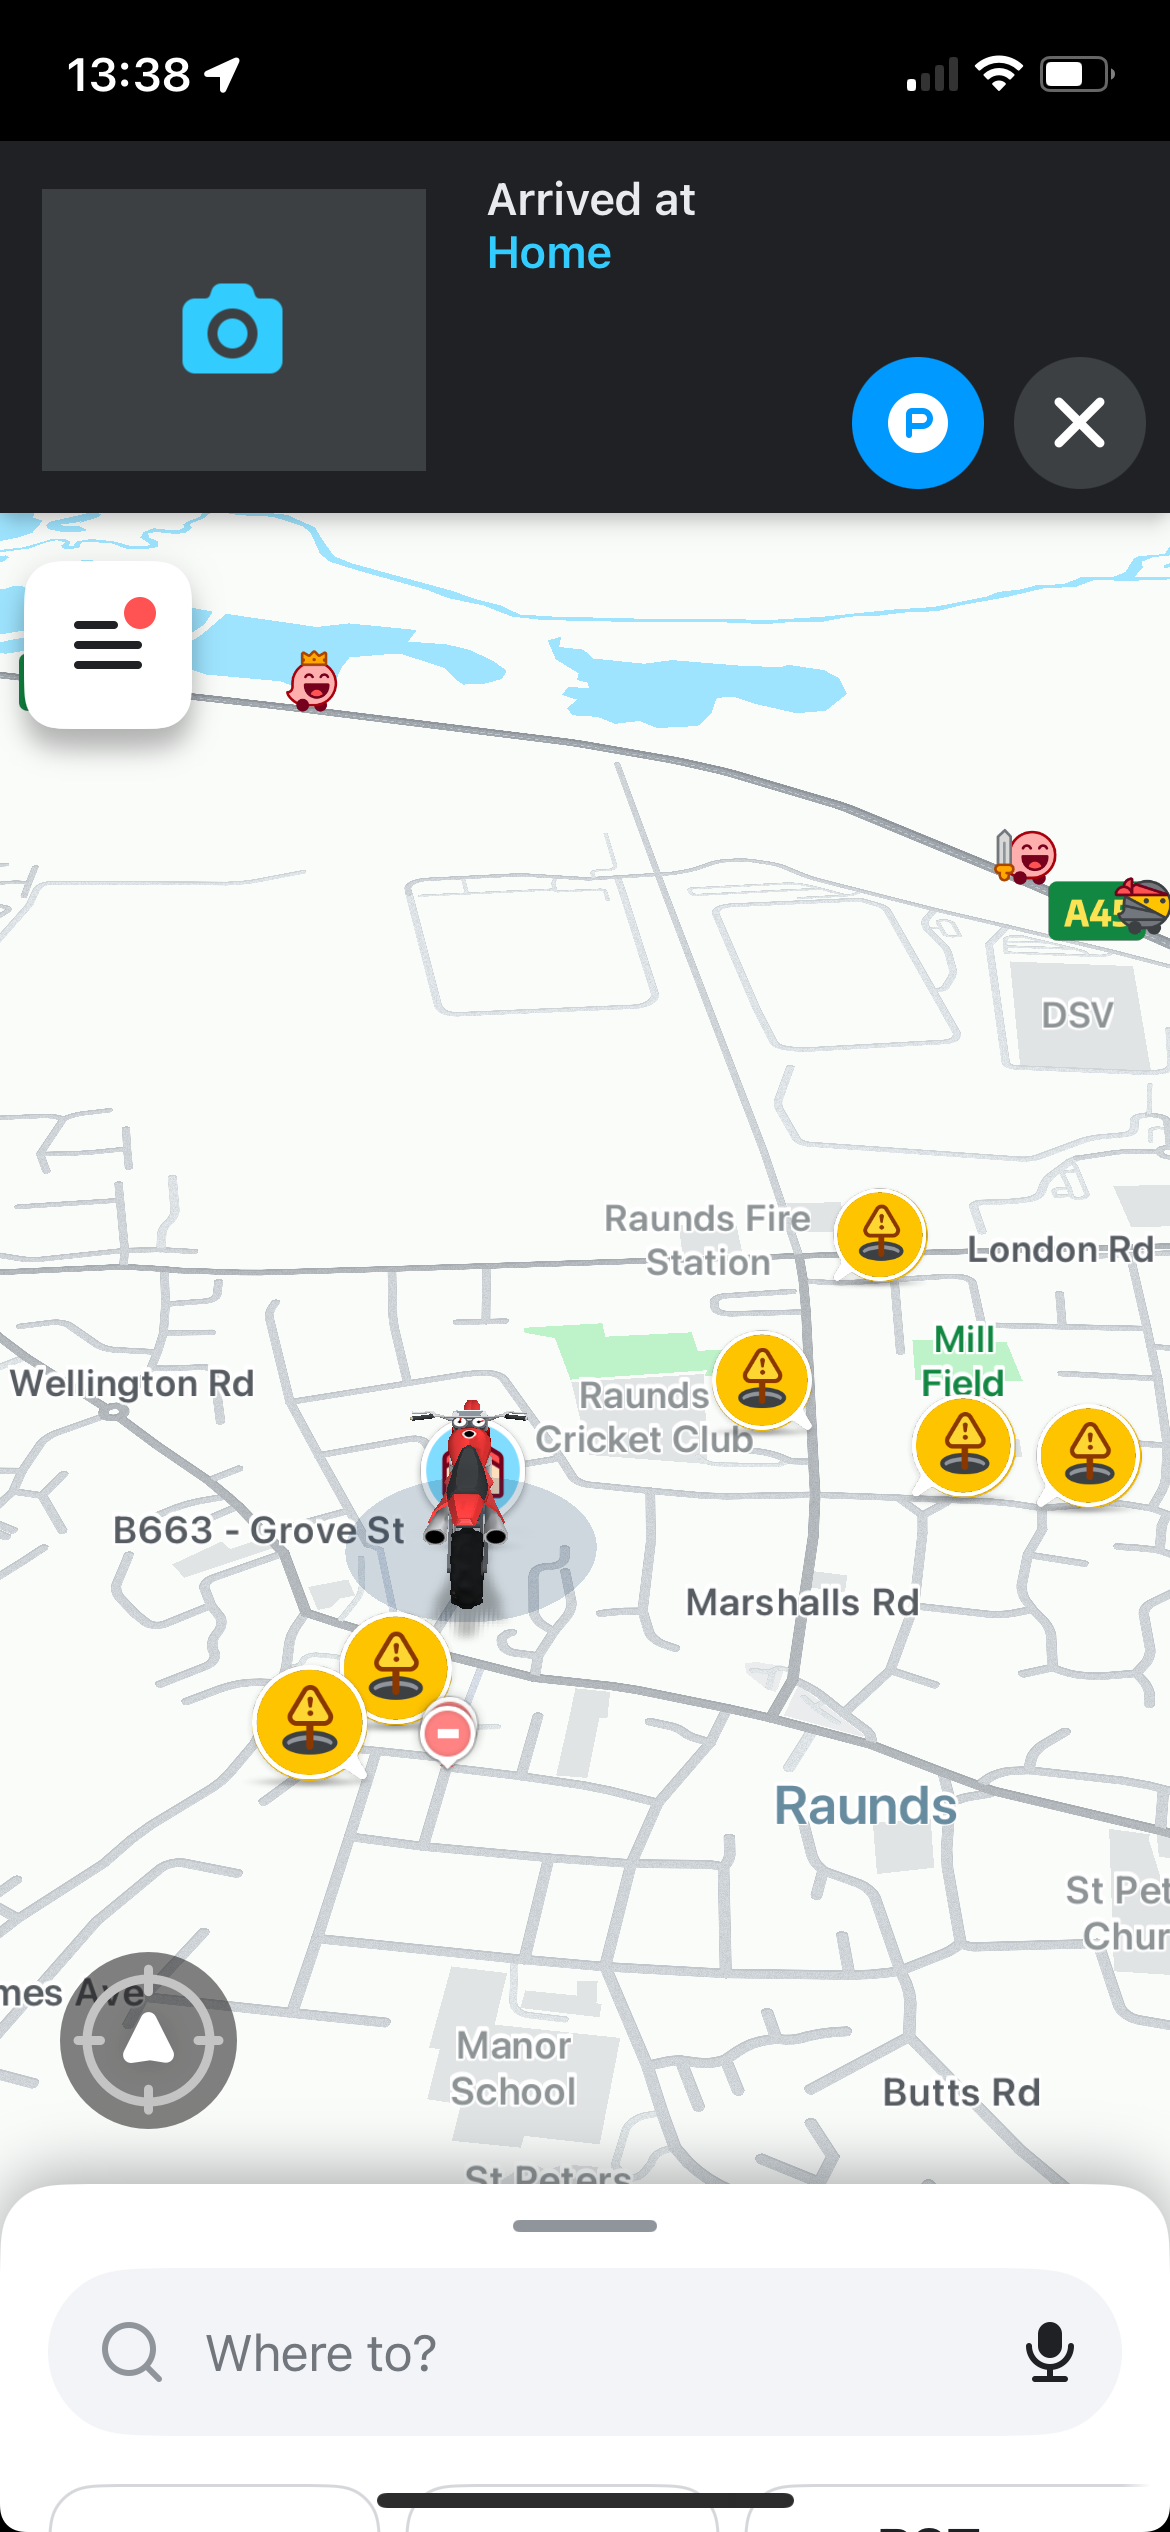 13:38
Arrived at
Home
P
A45
DSV
Raunds Fire
Station
London Rd
Mill
Field
Wellington Rd
Raunds
Cricket Club
B663 - Grove St
Marshalls Rd
Raunds
St Pet
Chur
mes Ave
Manor
School
Butts Rd
St Peters
Where to?